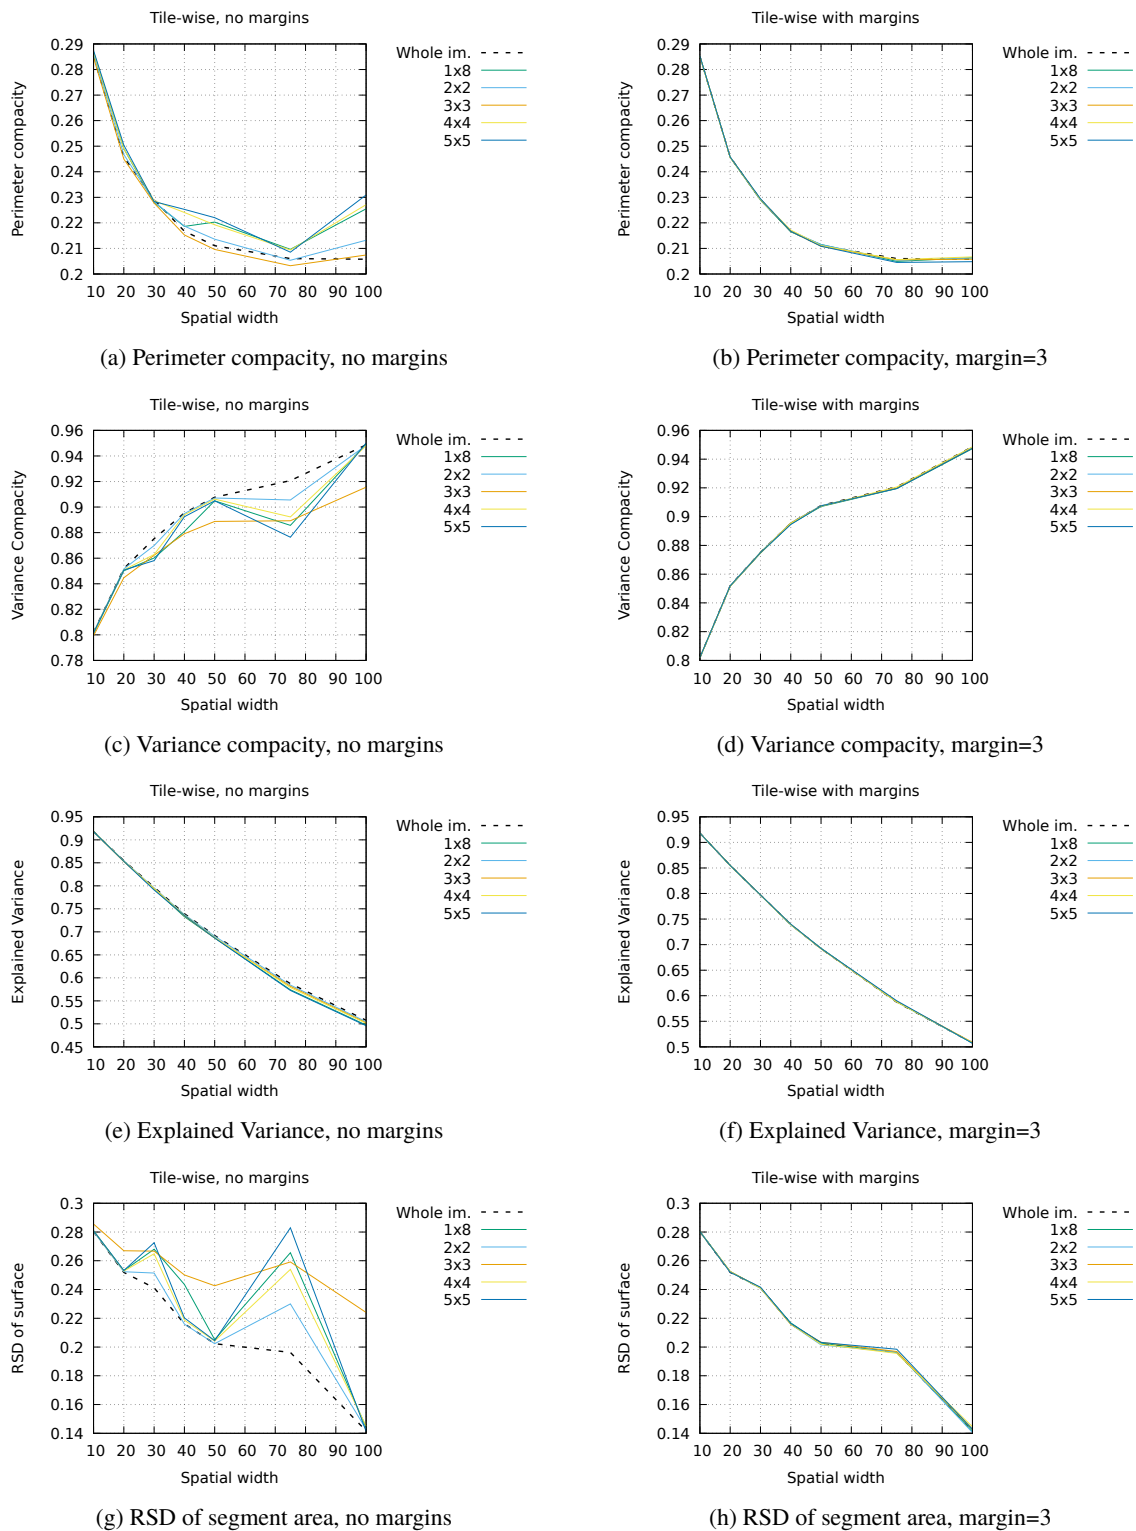 Tile-wise, no margins
Perimeter compacity
0.29
0.28
0.27
0.26
0.25
0.24
0.23
0.22
0.21
0.2
10 20 30 40 50 60 70 80 90 100
Spatial width
Whole im.
1x8
2x2
3x3
4x4
5x5
(a) Perimeter compacity, no margins
Tile-wise with margins
Perimeter compacity
0.29
0.28
0.27
0.26
0.25
0.24
0.23
0.22
0.21
0.2
10 20 30 40 50 60 70 80 90 100
Spatial width
Whole im.
1x8
2x2
3x3
4x4
5x5
(b) Perimeter compacity, margin=3
Tile-wise, no margins
Variance Compacity
0.96
0.94
0.92
0.9
0.88
0.86
0.84
0.82
0.8
0.78
10 20 30 40 50 60 70 80 90 100
Spatial width
Whole im.
1x8
2x2
3x3
4x4
5x5
(c) Variance compacity, no margins
Tile-wise with margins
Variance Compacity
0.96
0.94
0.92
0.9
0.88
0.86
0.84
0.82
0.8
10 20 30 40 50 60 70 80 90 100
Spatial width
Whole im.
1x8
2x2
3x3
4x4
5x5
(d) Variance compacity, margin=3
Tile-wise, no margins
Explained Variance
0.95
0.9
0.85
0.8
0.75
0.7
0.65
0.6
0.55
0.5
0.45
10 20 30 40 50 60 70 80 90 100
Spatial width
Whole im.
1x8
2x2
3x3
4x4
5x5
(e) Explained Variance, no margins
Tile-wise with margins
Explained Variance
0.95
0.9
0.85
0.8
0.75
0.7
0.65
0.6
0.55
0.5
10 20 30 40 50 60 70 80 90 100
Spatial width
Whole im.
1x8
2x2
3x3
4x4
5x5
(f) Explained Variance, margin=3
Tile-wise, no margins
RSD of surface
0.3
0.28
0.26
0.24
0.22
0.2
0.18
0.16
0.14
10 20 30 40 50 60 70 80 90 100
Spatial width
Whole im.
1x8
2x2
3x3
4x4
5x5
(g) RSD of segment area, no margins
Tile-wise with margins
RSD of surface
0.3
0.28
0.26
0.24
0.22
0.2
0.18
0.16
0.14
10 20 30 40 50 60 70 80 90 100
Spatial width
Whole im.
1x8
2x2
3x3
4x4
5x5
(h) RSD of segment area, margin=3